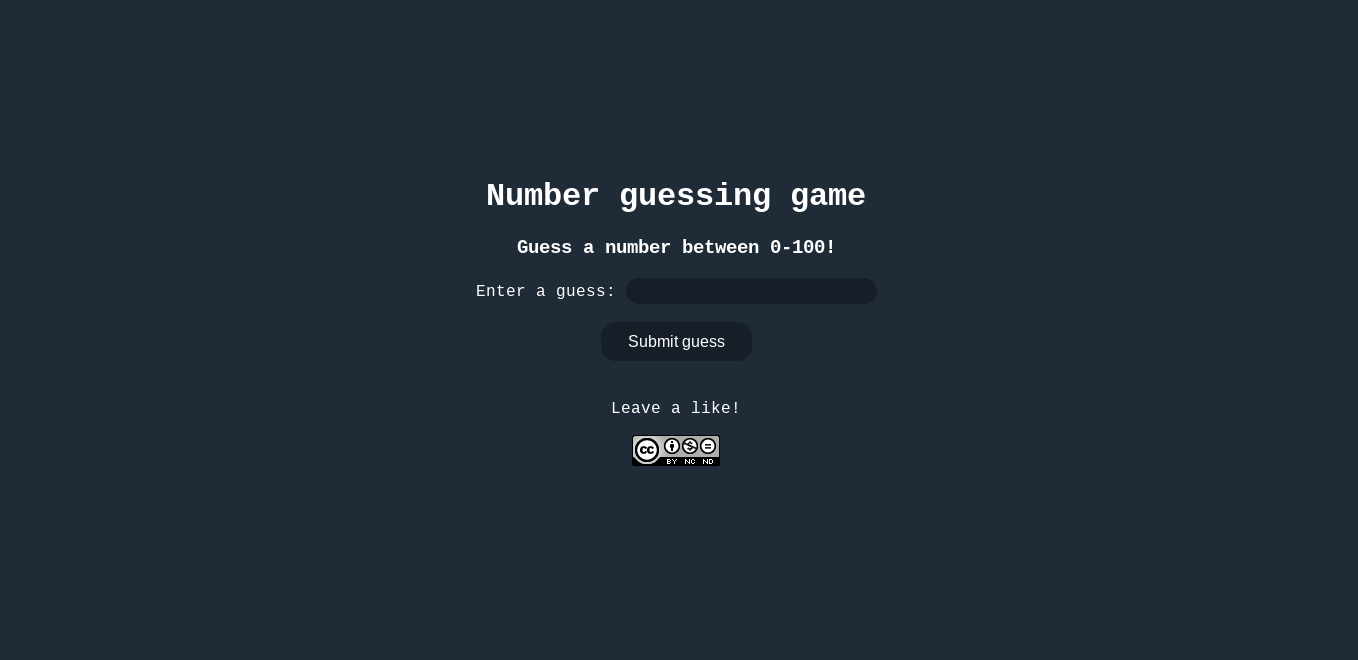 Number guessing game
Guess a number between 0-100!
Enter a guess:
Submit guess
Leave a like!
cc $ =
BY NC ND